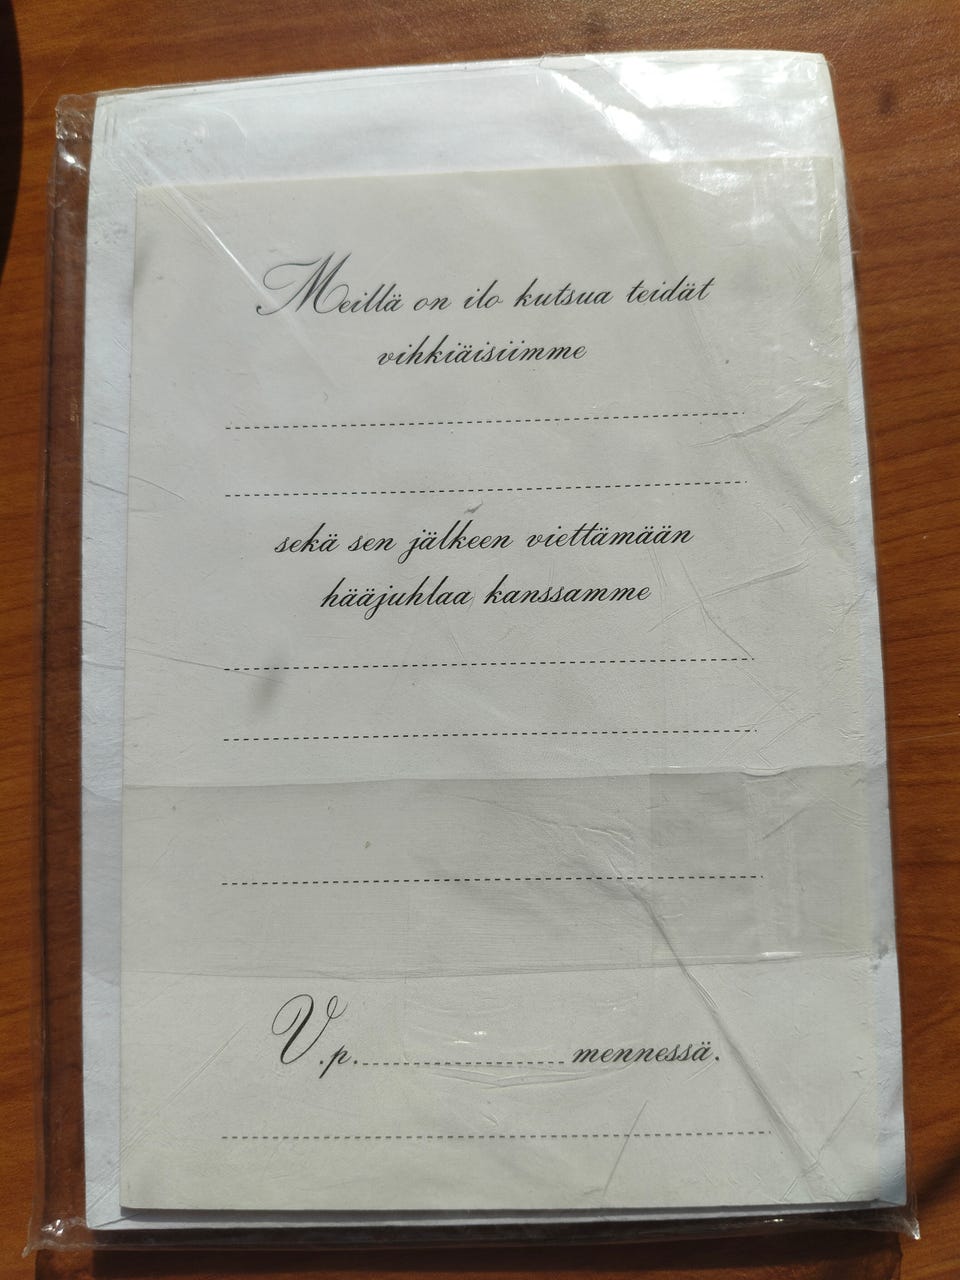 Meillä on ilo kutsua teidät
vihkiäisiimme
sekä sen jälkeen viettämään
hääjuhlaa kanssamme
V.p. mennessä.